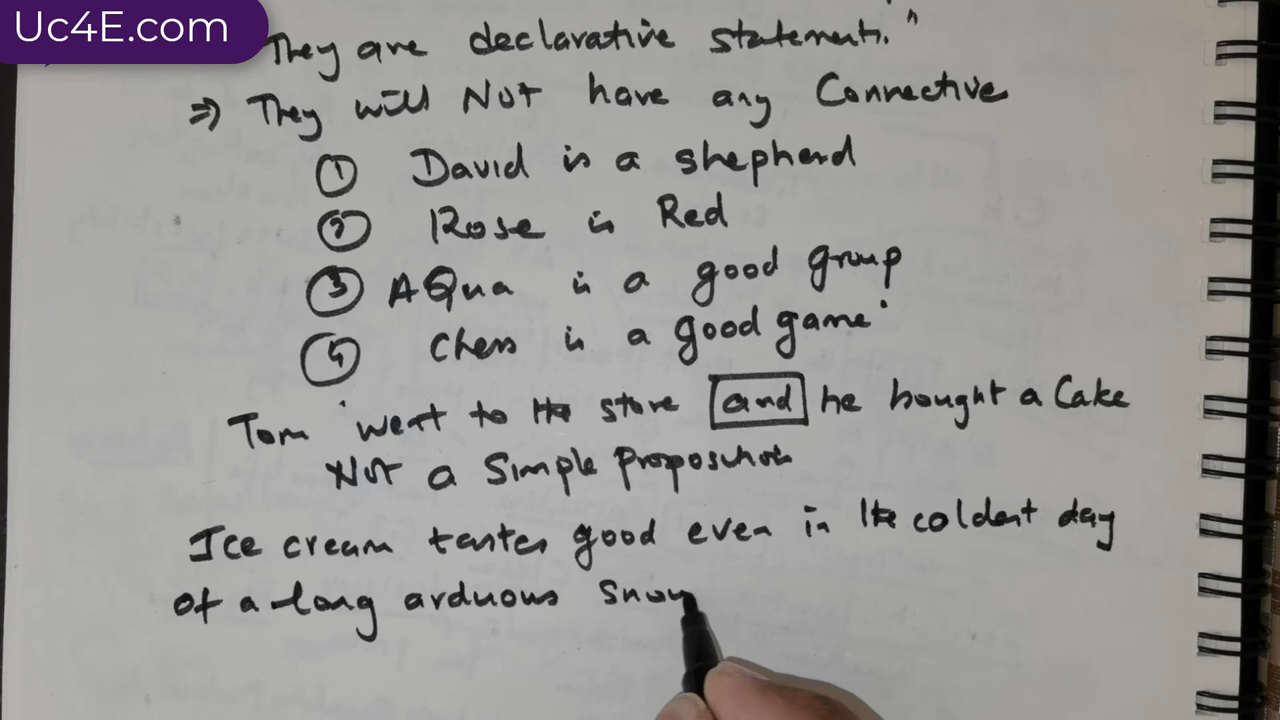 Uc4E.com
They are declarative statements."
⇒ They will NOT have any Connective
① David is a shepherd
② Rose is Red
③ AQua is a good group
④ Chess is a good game
Tom went to the store and he bought a Cake
Not a Simple Proposition
Ice cream tastes good even in the coldest day
of a long arduous snow